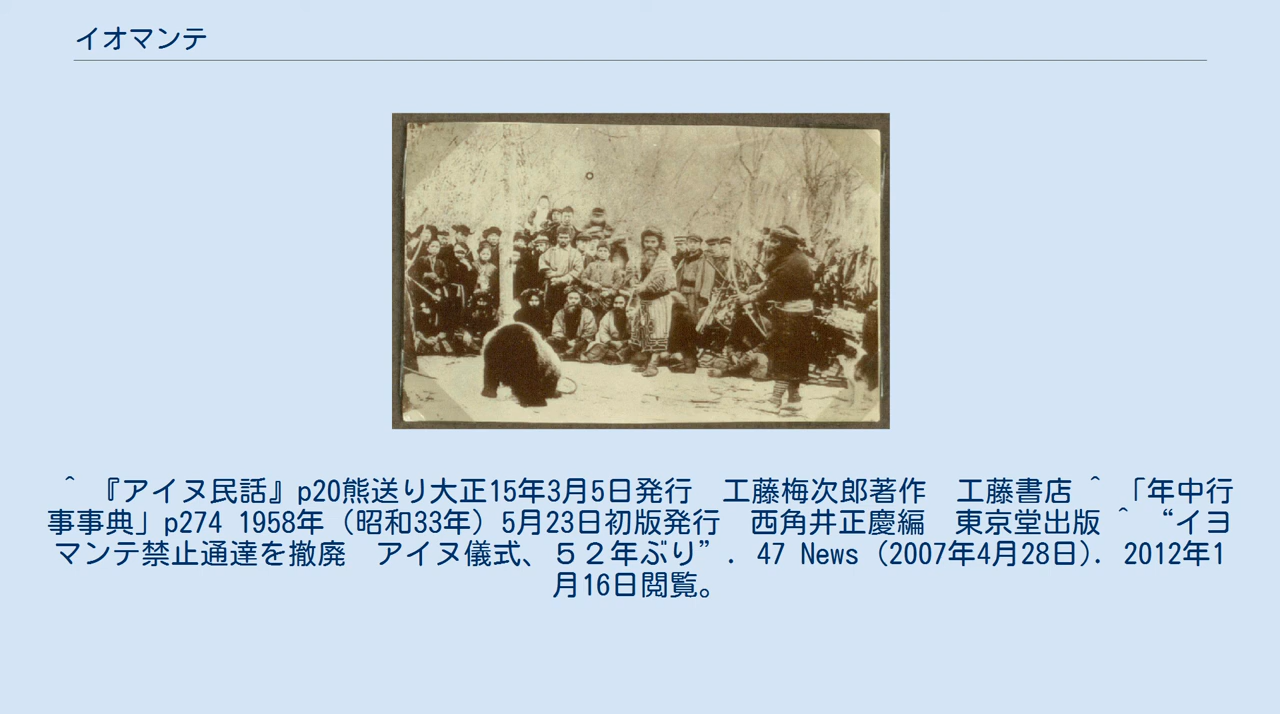 イオマンテ
^ 『アイヌ民話』p20熊送り大正15年3月5日発行　工藤梅次郎著作　工藤書店 ^ 「年中行
事事典」p274 1958年（昭和33年）5月23日初版発行　西角井正慶編　東京堂出版 ^ “イヨ
マンテ禁止通達を撤廃　アイヌ儀式、５２年ぶり”. 47 News (2007年4月28日). 2012年1
月16日閲覧。